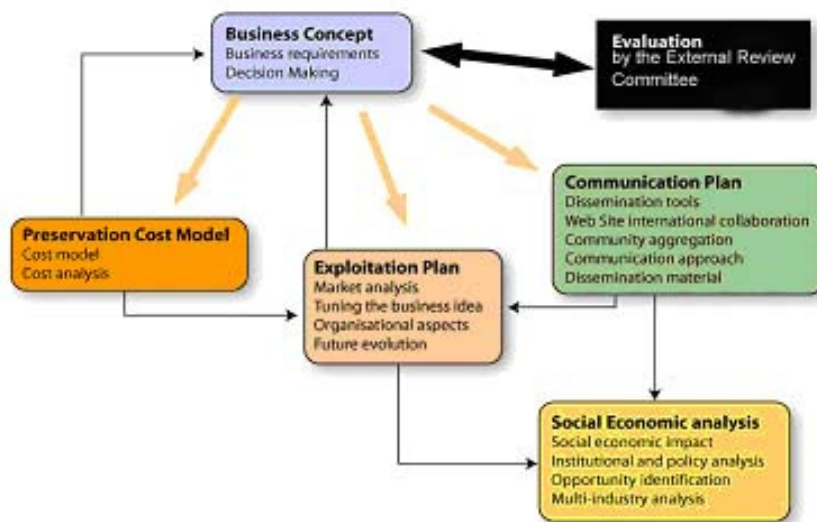 Business Concept
Business requirements
Decision Making
Evaluation
by the External Review
Committee
Preservation Cost Model
Cost model
Cost analysis
Exploitation Plan
Market analysis
Tuning the business idea
Organisational aspects
Future evolution
Communication Plan
Dissemination tools
Web Site international collaboration
Community aggregation
Communication approach
Dissemination material
Social Economic analysis
Social economic impact
Institutional and policy analysis
Opportunity identification
Multi-industry analysis